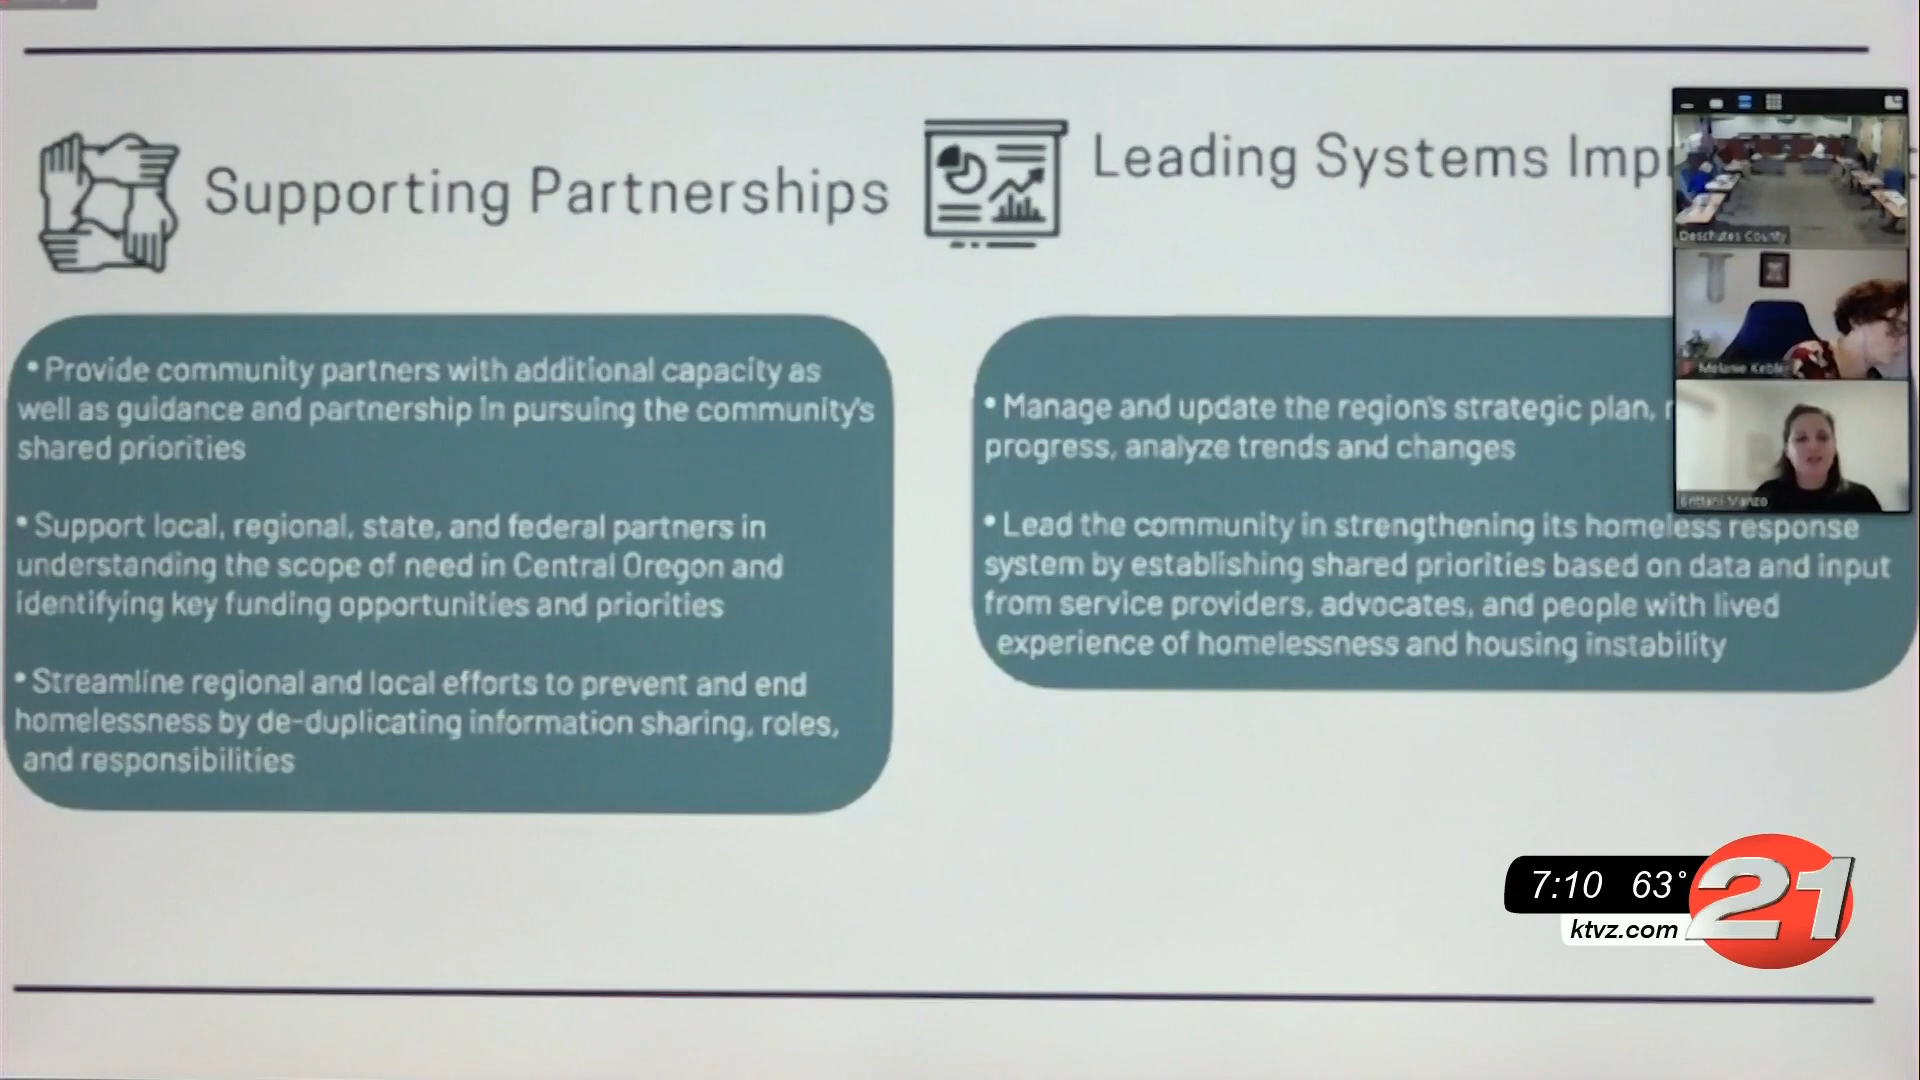 Supporting Partnerships
• Provide community partners with additional capacity as
well as guidance and partnership in pursuing the community's
shared priorities
• Support local, regional, state, and federal partners in
understanding the scope of need in Central Oregon and
identifying key funding opportunities and priorities
• Streamline regional and local efforts to prevent and end
homelessness by de-duplicating information sharing, roles,
and responsibilities
Leading Systems Imp
• Manage and update the region's strategic plan,
progress, analyze trends and changes
• Lead the community in strengthening its homeless response
system by establishing shared priorities based on data and input
from service providers, advocates, and people with lived
experience of homelessness and housing instability
Deschutes County
Melanie Keble
Brittani Manzo
7:10 63°
ktvz.com
21